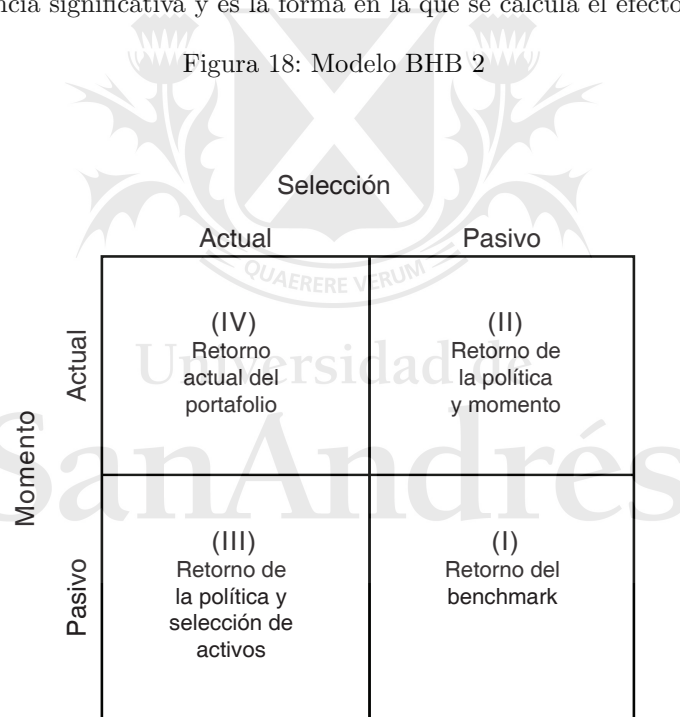 ncia significativa y es la forma en la que se calcula el efecto
Figura 18: Modelo BHB 2
Selección
Actual Pasivo
QUAERERE VERUM
Universidad de
SanAndrés
Momento
Actual
(IV)
Retorno
actual del
portafolio
(II)
Retorno de
la política
y momento
Pasivo
(III)
Retorno de
la política y
selección de
activos
(I)
Retorno del
benchmark